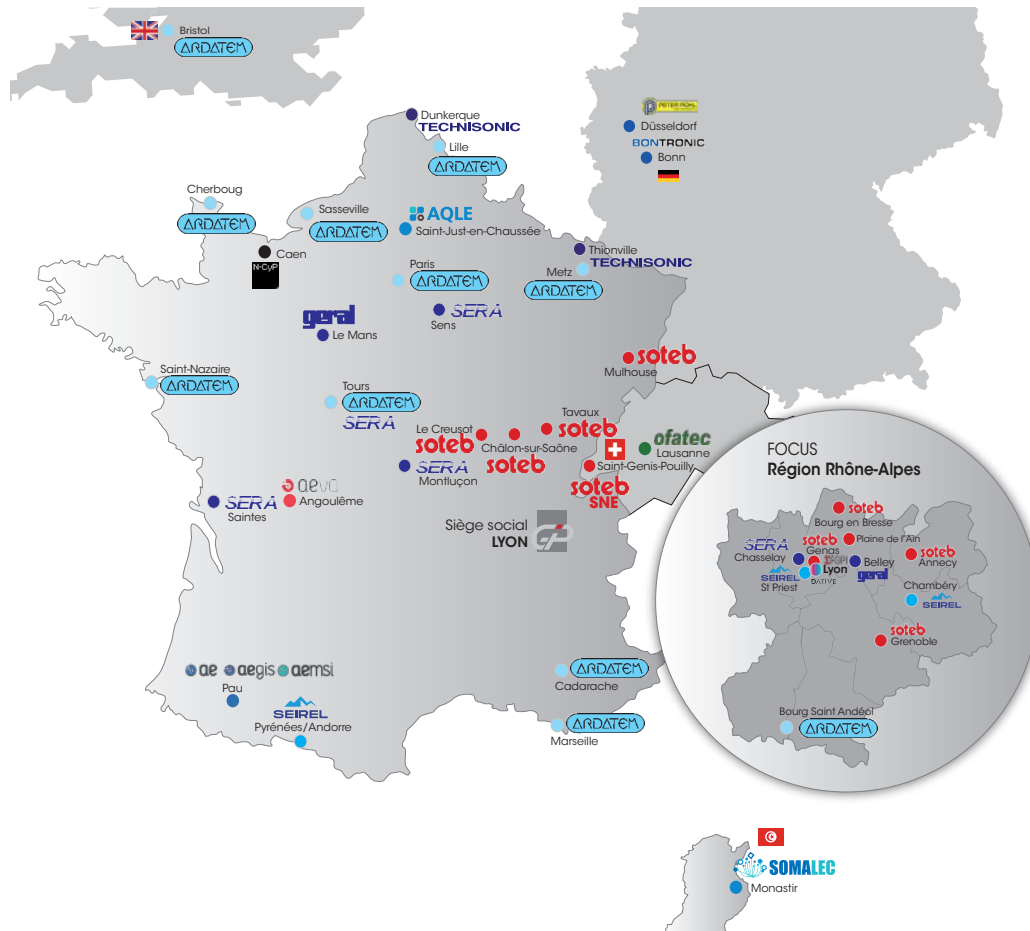 Bristol
ARDATEM
PETER POHL
Düsseldorf
BONTRONIC
Bonn
Dunkerque
TECHNISONIC
Lille
ARDATEM
Cherboug
ARDATEM
Sasseville
ARDATEM
AQLE
Saint-Just-en-Chaussée
Caen
N-CyP
Paris
ARDATEM
Thionville
TECHNISONIC
Metz
ARDATEM
SERA
Sens
geral
Le Mans
soteb
Mulhouse
Saint-Nazaire
ARDATEM
Tours
ARDATEM
SERA
Le Creusot
soteb
Châlon-sur-Saône
soteb
Tavaux
soteb
ofatec
Lausanne
Saint-Genis-Pouilly
soteb
SNE
SERA
Montluçon
aeva
Angoulême
SERA
Saintes
Siège social
LYON
GP
FOCUS
Région Rhône-Alpes
soteb
Bourg en Bresse
Plaine de l'Ain
SERA
Chasselay
soteb
Genas
Lyon
DATIVE
SEIREL
St Priest
Belley
geral
soteb
Annecy
Chambéry
SEIREL
soteb
Grenoble
Bourg Saint Andéol
ARDATEM
ae aegis aemsi
Pau
SEIREL
Pyrénées/Andorre
ARDATEM
Cadarache
ARDATEM
Marseille
SOMALEC
Monastir